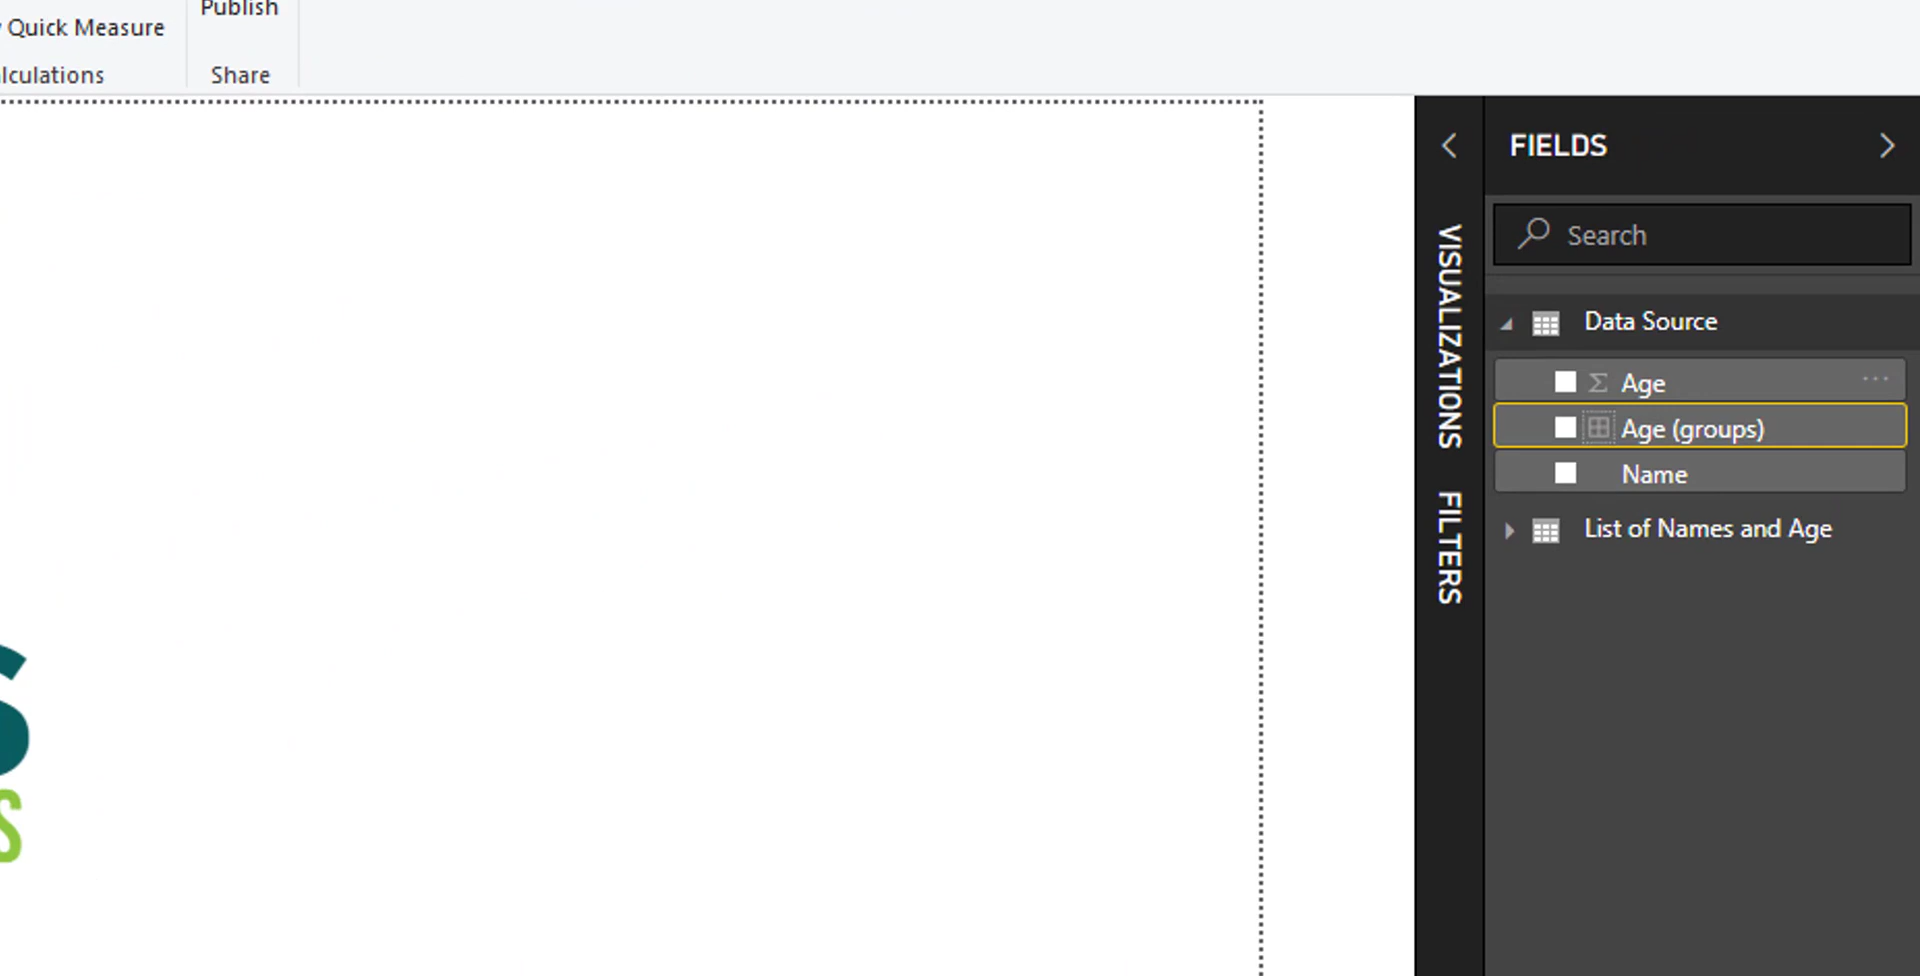 Quick Measure
Publish
lculations
Share
FIELDS
Search
VISUALIZATIONS
FILTERS
Data Source
Age
Age (groups)
Name
List of Names and Age
S
S